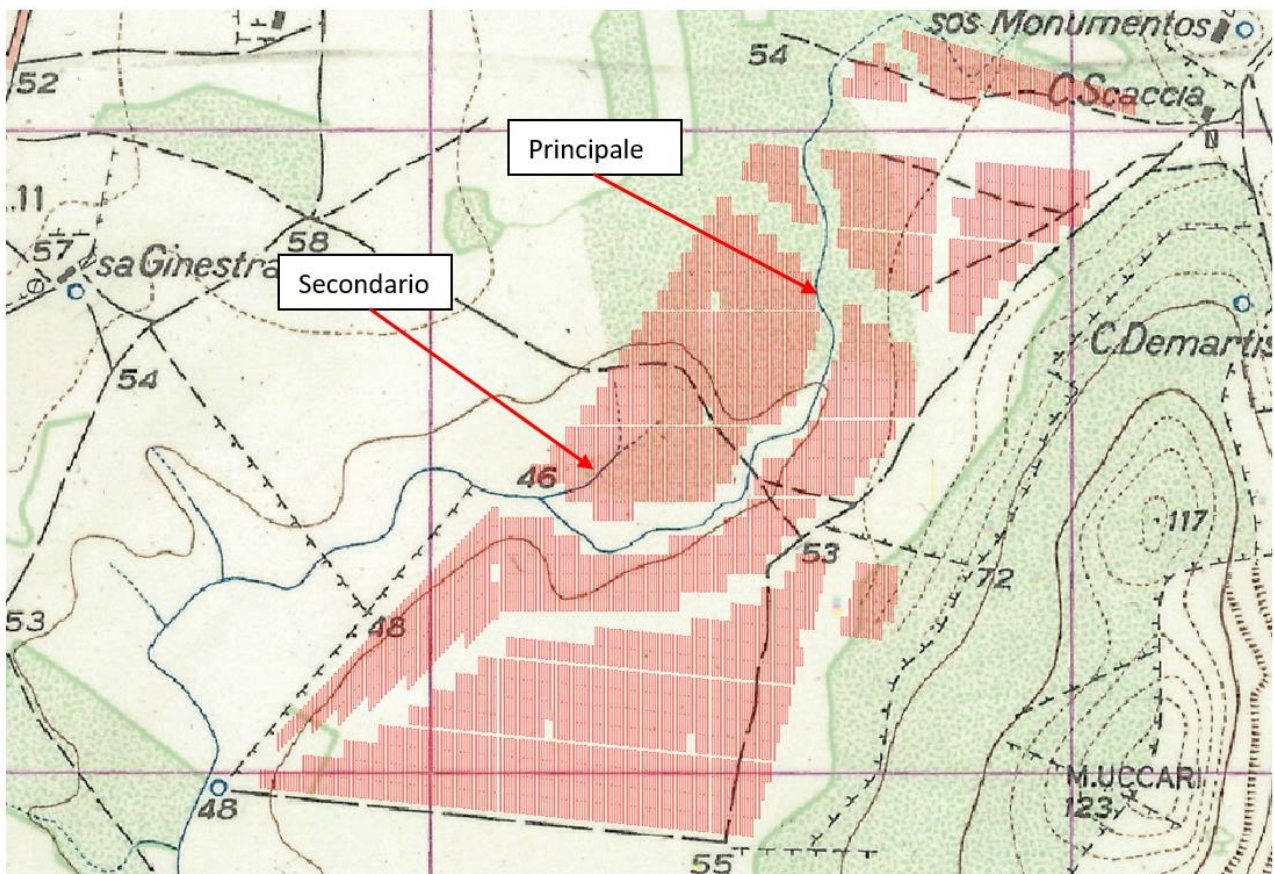 sos Monumentos
54
52
C. Scaccia
N
Principale
.11
57
58
sa Ginestra
Secondario
C. Demartis
54
46
117
53
72
53
48
M. UCCARI
48
123
55